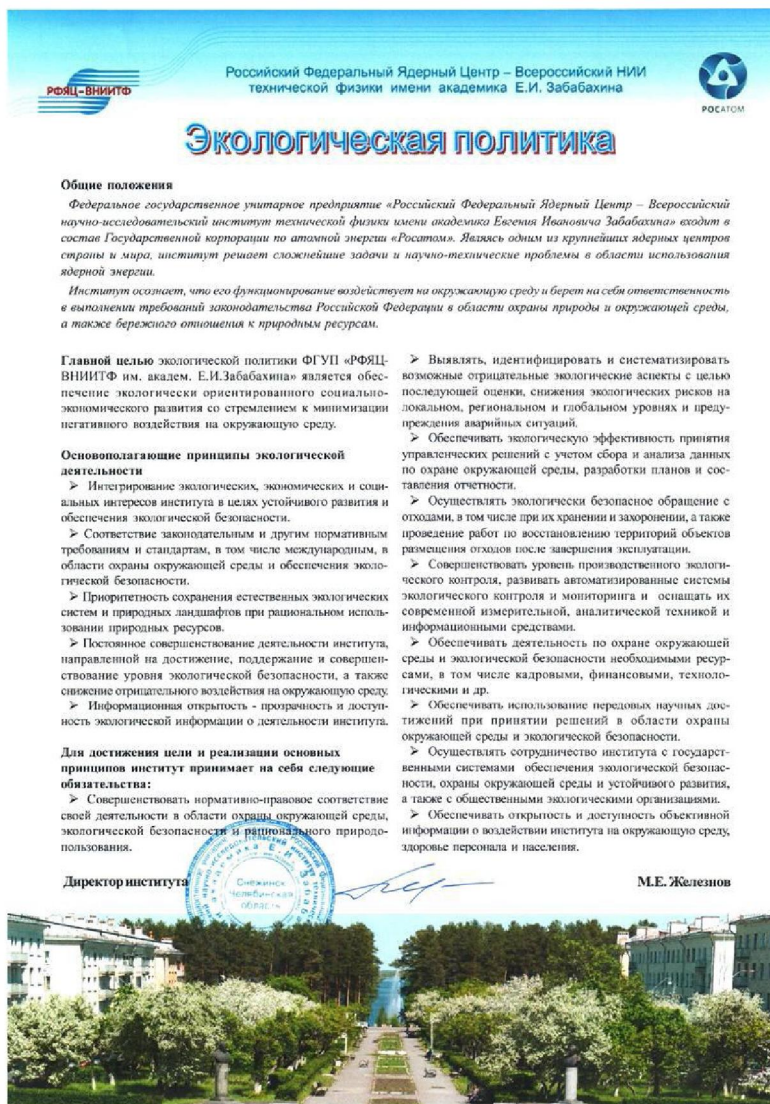 РФЯЦ-ВНИИТФ
Российский Федеральный Ядерный Центр – Всероссийский НИИ
технической физики имени академика Е.И. Забабахина
РОСАТОМ
Экологическая политика
Общие положения
Федеральное государственное унитарное предприятие «Российский Федеральный Ядерный Центр – Всероссийский
научно-исследовательский институт технической физики имени академика Евгения Ивановича Забабахина» входит в
состав Государственной корпорации по атомной энергии «Росатом». Являясь одним из крупнейших ядерных центров
страны и мира, институт решает сложнейшие задачи и научно-технические проблемы в области использования
ядерной энергии.
Институт осознает, что его функционирование воздействует на окружающую среду и берет на себя ответственность
в выполнении требований законодательства Российской Федерации в области охраны природы и окружающей среды,
а также бережного отношения к природным ресурсам.
Главной целью экологической политики ФГУП «РФЯЦ-
ВНИИТФ им. академ. Е.И.Забабахина» является обес-
печение экологически ориентированного социально-
экономического развития со стремлением к минимизации
негативного воздействия на окружающую среду.
Основополагающие принципы экологической
деятельности
➢ Интегрирование экологических, экономических и соци-
альных интересов института в целях устойчивого развития и
обеспечения экологической безопасности.
➢ Соответствие законодательным и другим нормативным
требованиям и стандартам, в том числе международным, в
области охраны окружающей среды и обеспечения эколо-
гической безопасности.
➢ Приоритетность сохранения естественных экологических
систем и природных ландшафтов при рациональном исполь-
зовании природных ресурсов.
➢ Постоянное совершенствование деятельности института,
направленной на достижение, поддержание и совершен-
ствование уровня экологической безопасности, а также
снижение отрицательного воздействия на окружающую среду.
➢ Информационная открытость - прозрачность и доступ-
ность экологической информации о деятельности института.
Для достижения цели и реализации основных
принципов институт принимает на себя следующие
обязательства:
➢ Совершенствовать нормативно-правовое соответствие
своей деятельности в области охраны окружающей среды,
экологической безопасности и рационального природо-
пользования.
➢ Выявлять, идентифицировать и систематизировать
возможные отрицательные экологические аспекты с целью
последующей оценки, снижения экологических рисков на
локальном, региональном и глобальном уровнях и преду-
преждения аварийных ситуаций.
➢ Обеспечивать экологическую эффективность принятия
управленческих решений с учетом сбора и анализа данных
по охране окружающей среды, разработки планов и сос-
тавления отчетности.
➢ Осуществлять экологически безопасное обращение с
отходами, в том числе при их хранении и захоронении, а также
проведение работ по восстановлению территорий объектов
размещения отходов после завершения эксплуатации.
➢ Совершенствовать уровень производственного экологи-
ческого контроля, развивать автоматизированные системы
экологического контроля и мониторинга и оснащать их
современной измерительной, аналитической техникой и
информационными средствами.
➢ Обеспечивать деятельность по охране окружающей
среды и экологической безопасности необходимыми ресур-
сами, в том числе кадровыми, финансовыми, техноло-
гическими и др.
➢ Обеспечивать использование передовых научных дос-
тижений при принятии решений в области охраны
окружающей среды и экологической безопасности.
➢ Осуществлять сотрудничество института с государст-
венными системами обеспечения экологической безопас-
ности, охраны окружающей среды и устойчивого развития,
а также с общественными экологическими организациями.
➢ Обеспечивать открытость и доступность объективной
информации о воздействии института на окружающую среду,
здоровье персонала и населения.
Директор института
Снежинск
Челябинская
область
М.Е. Железнов